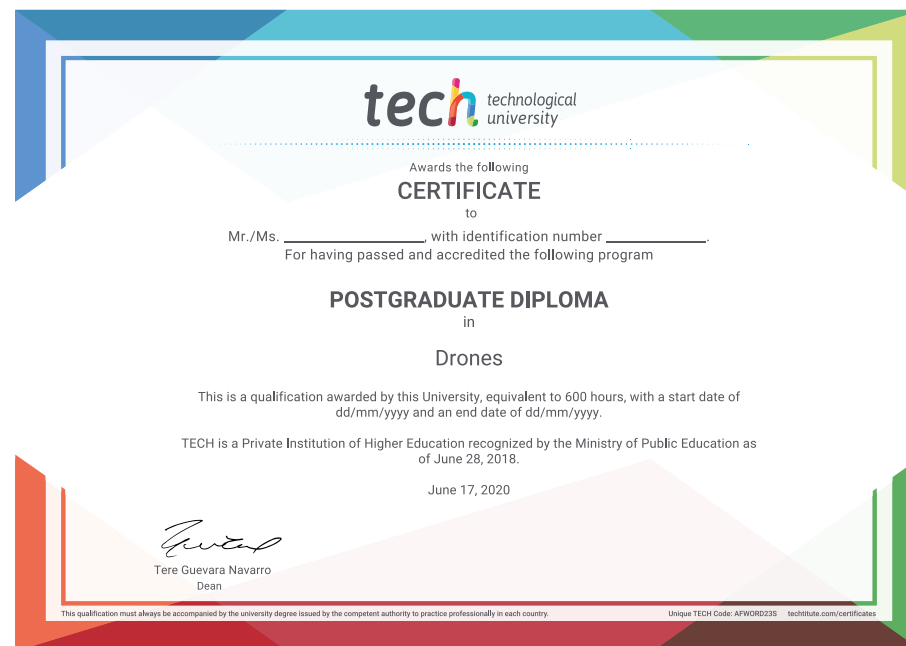 tech technological
university
Awards the following
CERTIFICATE
to
Mr./Ms. ____________________, with identification number ______________.
For having passed and accredited the following program
POSTGRADUATE DIPLOMA
in
Drones
This is a qualification awarded by this University, equivalent to 600 hours, with a start date of
dd/mm/yyyy and an end date of dd/mm/yyyy.
TECH is a Private Institution of Higher Education recognized by the Ministry of Public Education as
of June 28, 2018.
June 17, 2020
Tere Guevara Navarro
Dean
This qualification must always be accompanied by the university degree issued by the competent authority to practice professionally in each country. Unique TECH Code: AFWORD23S techtitute.com/certificates